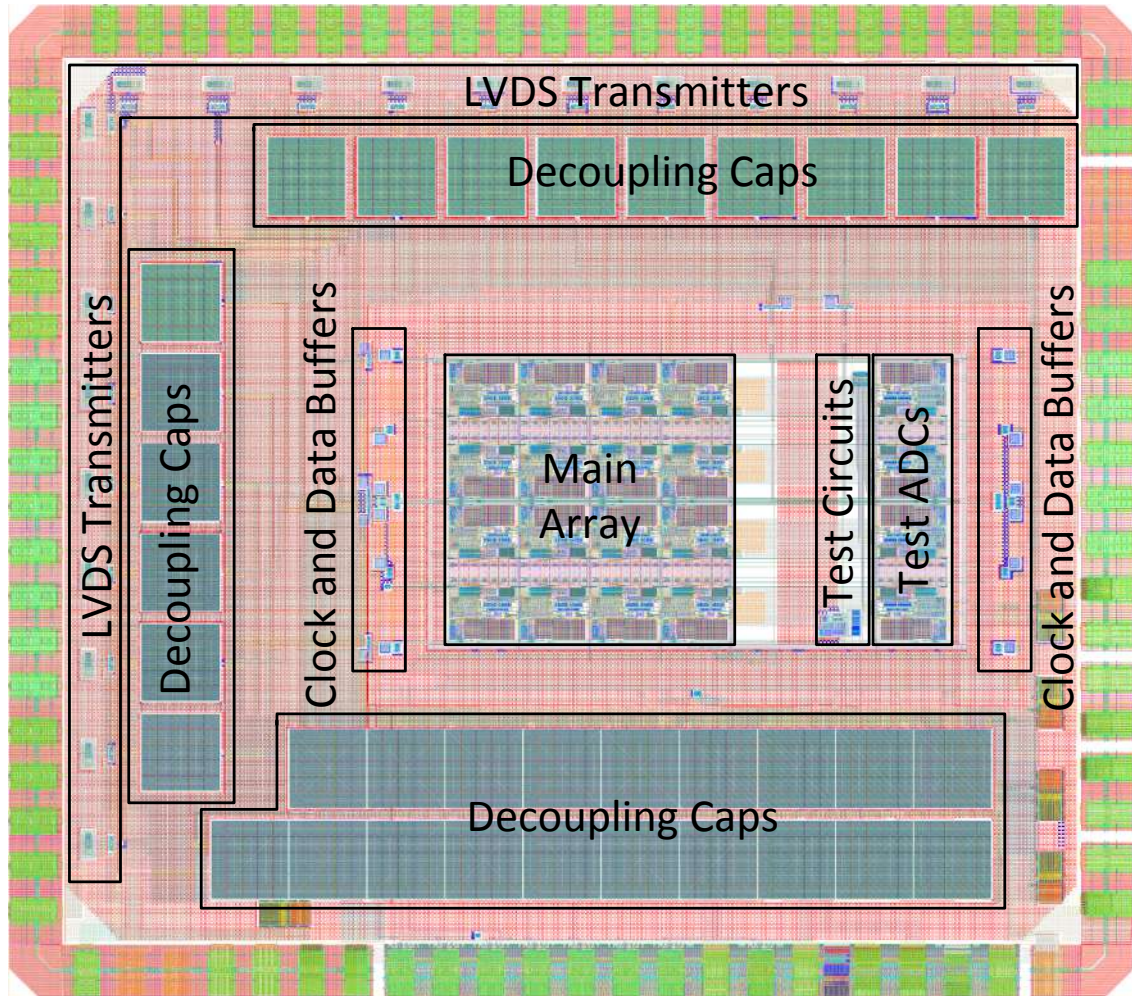 LVDS Transmitters
Decoupling Caps
LVDS Transmitters
Decoupling Caps
Clock and Data Buffers
Main
Array
Test Circuits
Test ADCs
Clock and Data Buffers
Decoupling Caps